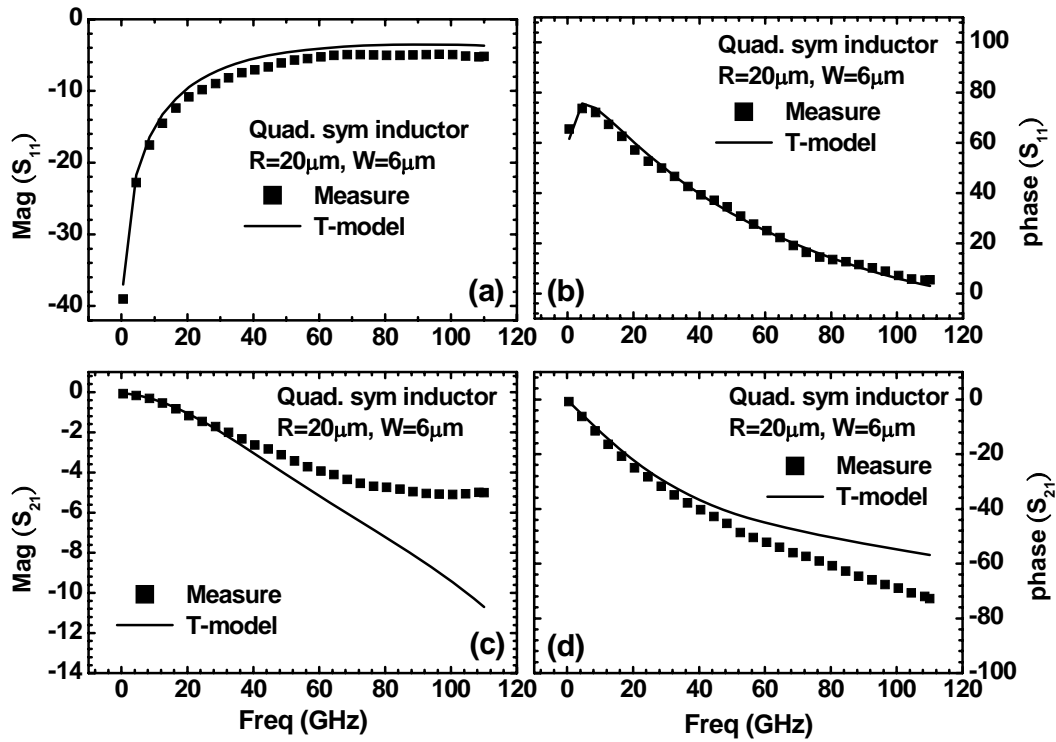 0
-10
-20
-30
-40
Mag (S11)
Quad. sym inductor
R=20μm, W=6μm
Measure
T-model
(a)
0 20 40 60 80 100 120
100
80
60
40
20
0
phase (S11)
Quad. sym inductor
R=20μm, W=6μm
Measure
T-model
(b)
0 20 40 60 80 100 120
0
-2
-4
-6
-8
-10
-12
-14
Mag (S21)
Quad. sym inductor
R=20μm, W=6μm
Measure
T-model
(c)
0 20 40 60 80 100 120
Freq (GHz)
0
-20
-40
-60
-80
-100
phase (S21)
Quad. sym inductor
R=20μm, W=6μm
Measure
T-model
(d)
0 20 40 60 80 100 120
Freq (GHz)